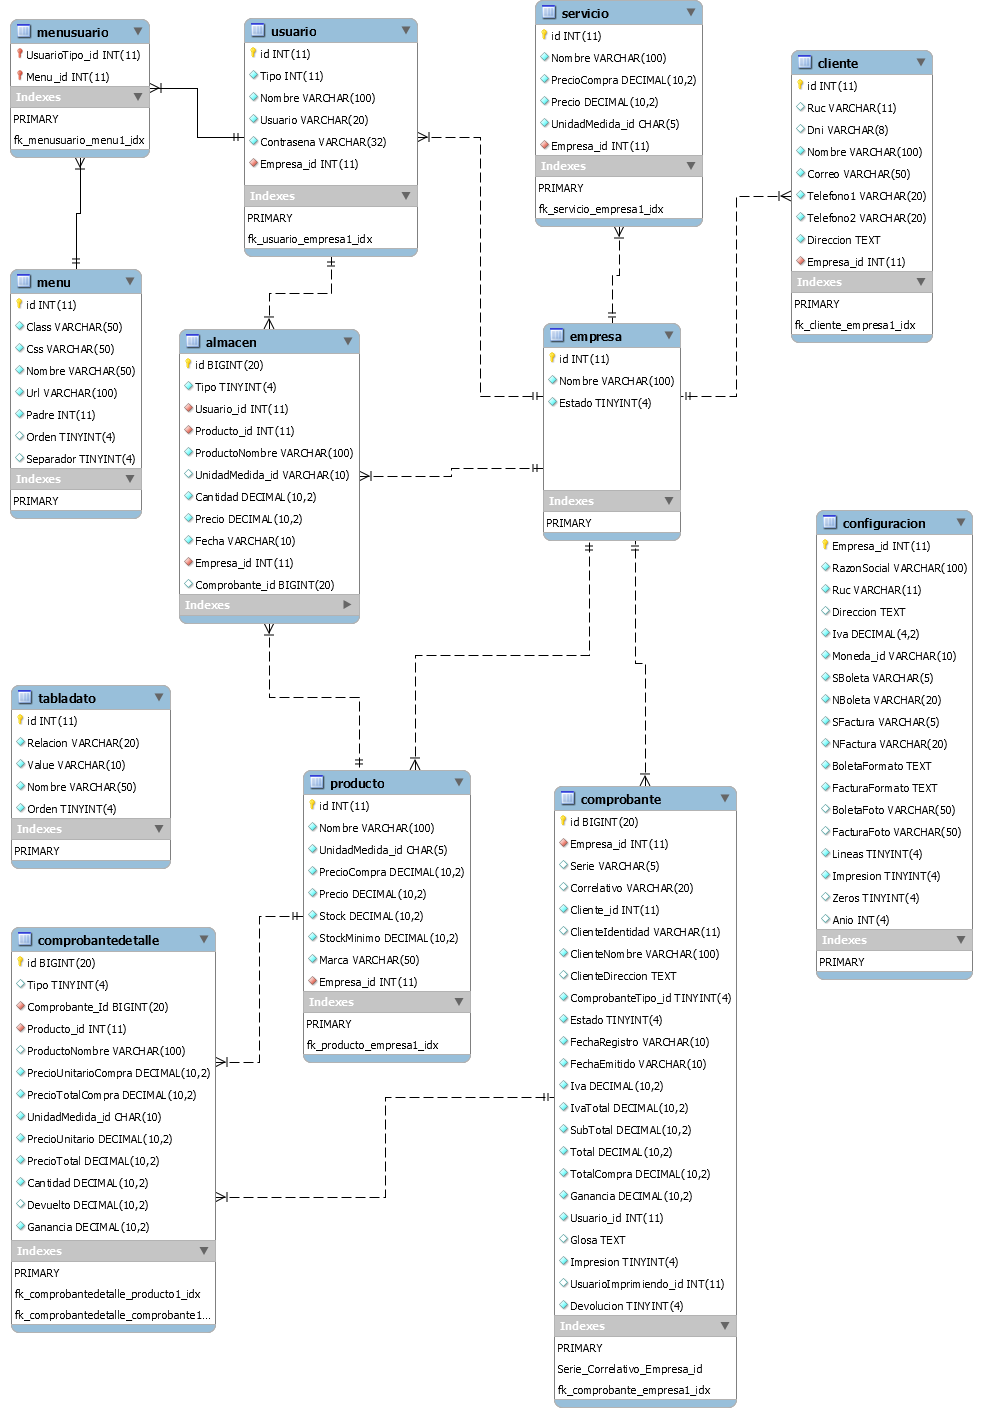 menusuario
UsuarioTipo_id INT(11)
Menu_id INT(11)
Indexes
PRIMARY
fk_menusuario_menu1_idx
usuario
id INT(11)
Tipo INT(11)
Nombre VARCHAR(100)
Usuario VARCHAR(20)
Contrasena VARCHAR(32)
Empresa_id INT(11)
Indexes
PRIMARY
fk_usuario_empresa1_idx
servicio
id INT(11)
Nombre VARCHAR(100)
PrecioCompra DECIMAL(10,2)
Precio DECIMAL(10,2)
UnidadMedida_id CHAR(5)
Empresa_id INT(11)
Indexes
PRIMARY
fk_servicio_empresa1_idx
cliente
id INT(11)
Ruc VARCHAR(11)
Dni VARCHAR(8)
Nombre VARCHAR(100)
Correo VARCHAR(50)
Telefono1 VARCHAR(20)
Telefono2 VARCHAR(20)
Direccion TEXT
Empresa_id INT(11)
Indexes
PRIMARY
fk_cliente_empresa1_idx
menu
id INT(11)
Class VARCHAR(50)
Css VARCHAR(50)
Nombre VARCHAR(50)
Url VARCHAR(100)
Padre INT(11)
Orden TINYINT(4)
Separador TINYINT(4)
Indexes
PRIMARY
almacen
id BIGINT(20)
Tipo TINYINT(4)
Usuario_id INT(11)
Producto_id INT(11)
ProductoNombre VARCHAR(100)
UnidadMedida_id VARCHAR(10)
Cantidad DECIMAL(10,2)
Precio DECIMAL(10,2)
Fecha VARCHAR(10)
Empresa_id INT(11)
Comprobante_id BIGINT(20)
Indexes
empresa
id INT(11)
Nombre VARCHAR(100)
Estado TINYINT(4)
Indexes
PRIMARY
configuracion
Empresa_id INT(11)
RazonSocial VARCHAR(100)
Ruc VARCHAR(11)
Direccion TEXT
Iva DECIMAL(4,2)
Moneda_id VARCHAR(10)
SBoleta VARCHAR(5)
NBoleta VARCHAR(20)
SFactura VARCHAR(5)
NFactura VARCHAR(20)
BoletaFormato TEXT
FacturaFormato TEXT
BoletaFoto VARCHAR(50)
FacturaFoto VARCHAR(50)
Lineas TINYINT(4)
Impresion TINYINT(4)
Zeros TINYINT(4)
Anio INT(4)
Indexes
PRIMARY
tabladato
id INT(11)
Relacion VARCHAR(20)
Value VARCHAR(10)
Nombre VARCHAR(50)
Orden TINYINT(4)
Indexes
PRIMARY
producto
id INT(11)
Nombre VARCHAR(100)
UnidadMedida_id CHAR(5)
PrecioCompra DECIMAL(10,2)
Precio DECIMAL(10,2)
Stock DECIMAL(10,2)
StockMinimo DECIMAL(10,2)
Marca VARCHAR(50)
Empresa_id INT(11)
Indexes
PRIMARY
fk_producto_empresa1_idx
comprobante
id BIGINT(20)
Empresa_id INT(11)
Serie VARCHAR(5)
Correlativo VARCHAR(20)
Cliente_id INT(11)
ClienteIdentidad VARCHAR(11)
ClienteNombre VARCHAR(100)
ClienteDireccion TEXT
ComprobanteTipo_id TINYINT(4)
Estado TINYINT(4)
FechaRegistro VARCHAR(10)
FechaEmitido VARCHAR(10)
Iva DECIMAL(10,2)
IvaTotal DECIMAL(10,2)
SubTotal DECIMAL(10,2)
Total DECIMAL(10,2)
TotalCompra DECIMAL(10,2)
Ganancia DECIMAL(10,2)
Usuario_id INT(11)
Glosa TEXT
Impresion TINYINT(4)
UsuarioImprimiendo_id INT(11)
Devolucion TINYINT(4)
Indexes
PRIMARY
Serie_Correlativo_Empresa_id
fk_comprobante_empresa1_idx
comprobantedetalle
id BIGINT(20)
Tipo TINYINT(4)
Comprobante_Id BIGINT(20)
Producto_id INT(11)
ProductoNombre VARCHAR(100)
PrecioUnitarioCompra DECIMAL(10,2)
PrecioTotalCompra DECIMAL(10,2)
UnidadMedida_id CHAR(10)
PrecioUnitario DECIMAL(10,2)
PrecioTotal DECIMAL(10,2)
Cantidad DECIMAL(10,2)
Devuelto DECIMAL(10,2)
Ganancia DECIMAL(10,2)
Indexes
PRIMARY
fk_comprobantedetalle_producto1_idx
fk_comprobantedetalle_comprobante1...